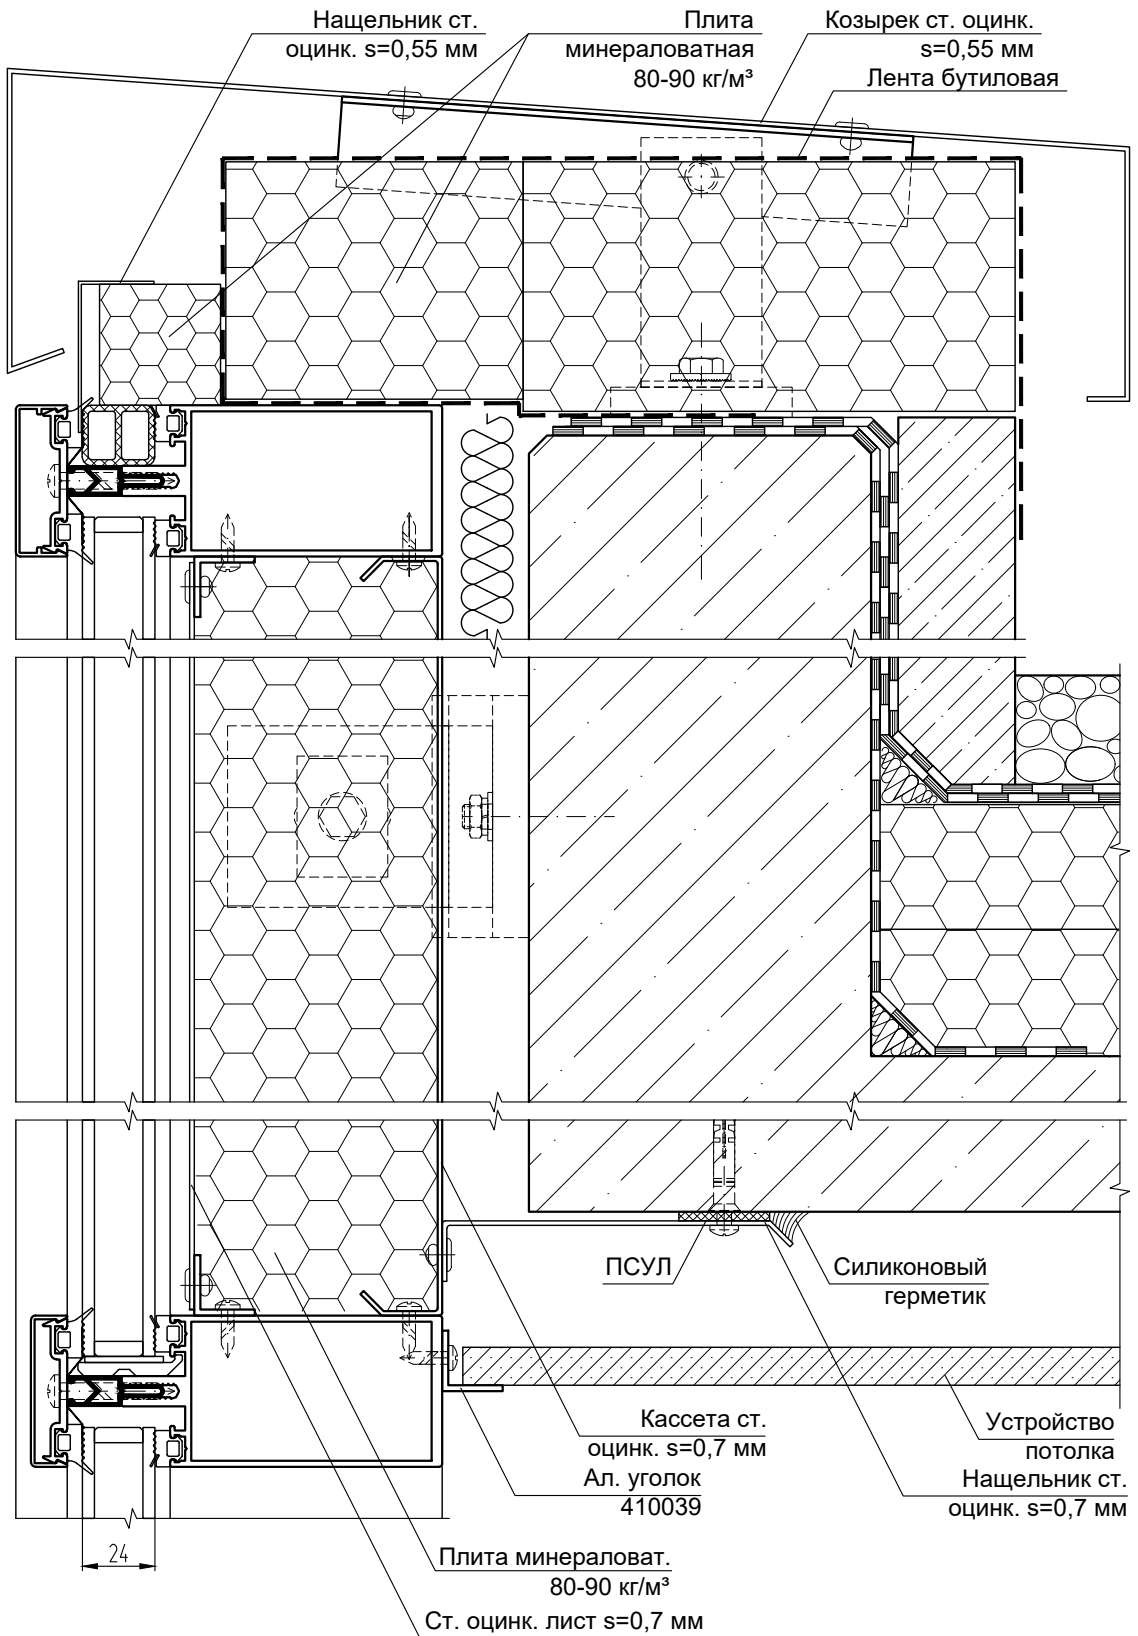 Нащельник ст.
оцинк. s=0,55 мм
Плита
минераловатная
80-90 кг/м³
Козырек ст. оцинк.
s=0,55 мм
Лента бутиловая
ПСУЛ
Силиконовый
герметик
Кассета ст.
оцинк. s=0,7 мм
Ал. уголок
410039
Устройство
потолка
Нащельник ст.
оцинк. s=0,7 мм
24
Плита минераловат.
80-90 кг/м³
Ст. оцинк. лист s=0,7 мм